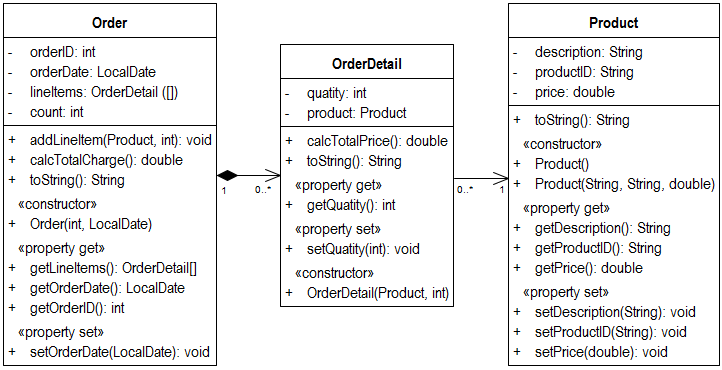 Order
- orderID: int
- orderDate: LocalDate
- lineItems: OrderDetail ([])
- count: int
+ addLineItem(Product, int): void
+ calcTotalCharge(): double
+ toString(): String
«constructor»
+ Order(int, LocalDate)
«property get»
+ getLineItems(): OrderDetail[]
+ getOrderDate(): LocalDate
+ getOrderID(): int
«property set»
+ setOrderDate(LocalDate): void
1
0..*
OrderDetail
- quatity: int
- product: Product
+ calcTotalPrice(): double
+ toString(): String
«property get»
+ getQuatity(): int
«property set»
+ setQuatity(int): void
«constructor»
+ OrderDetail(Product, int)
0..*
1
Product
- description: String
- productID: String
- price: double
+ toString(): String
«constructor»
+ Product()
+ Product(String, String, double)
«property get»
+ getDescription(): String
+ getProductID(): String
+ getPrice(): double
«property set»
+ setDescription(String): void
+ setProductID(String): void
+ setPrice(double): void